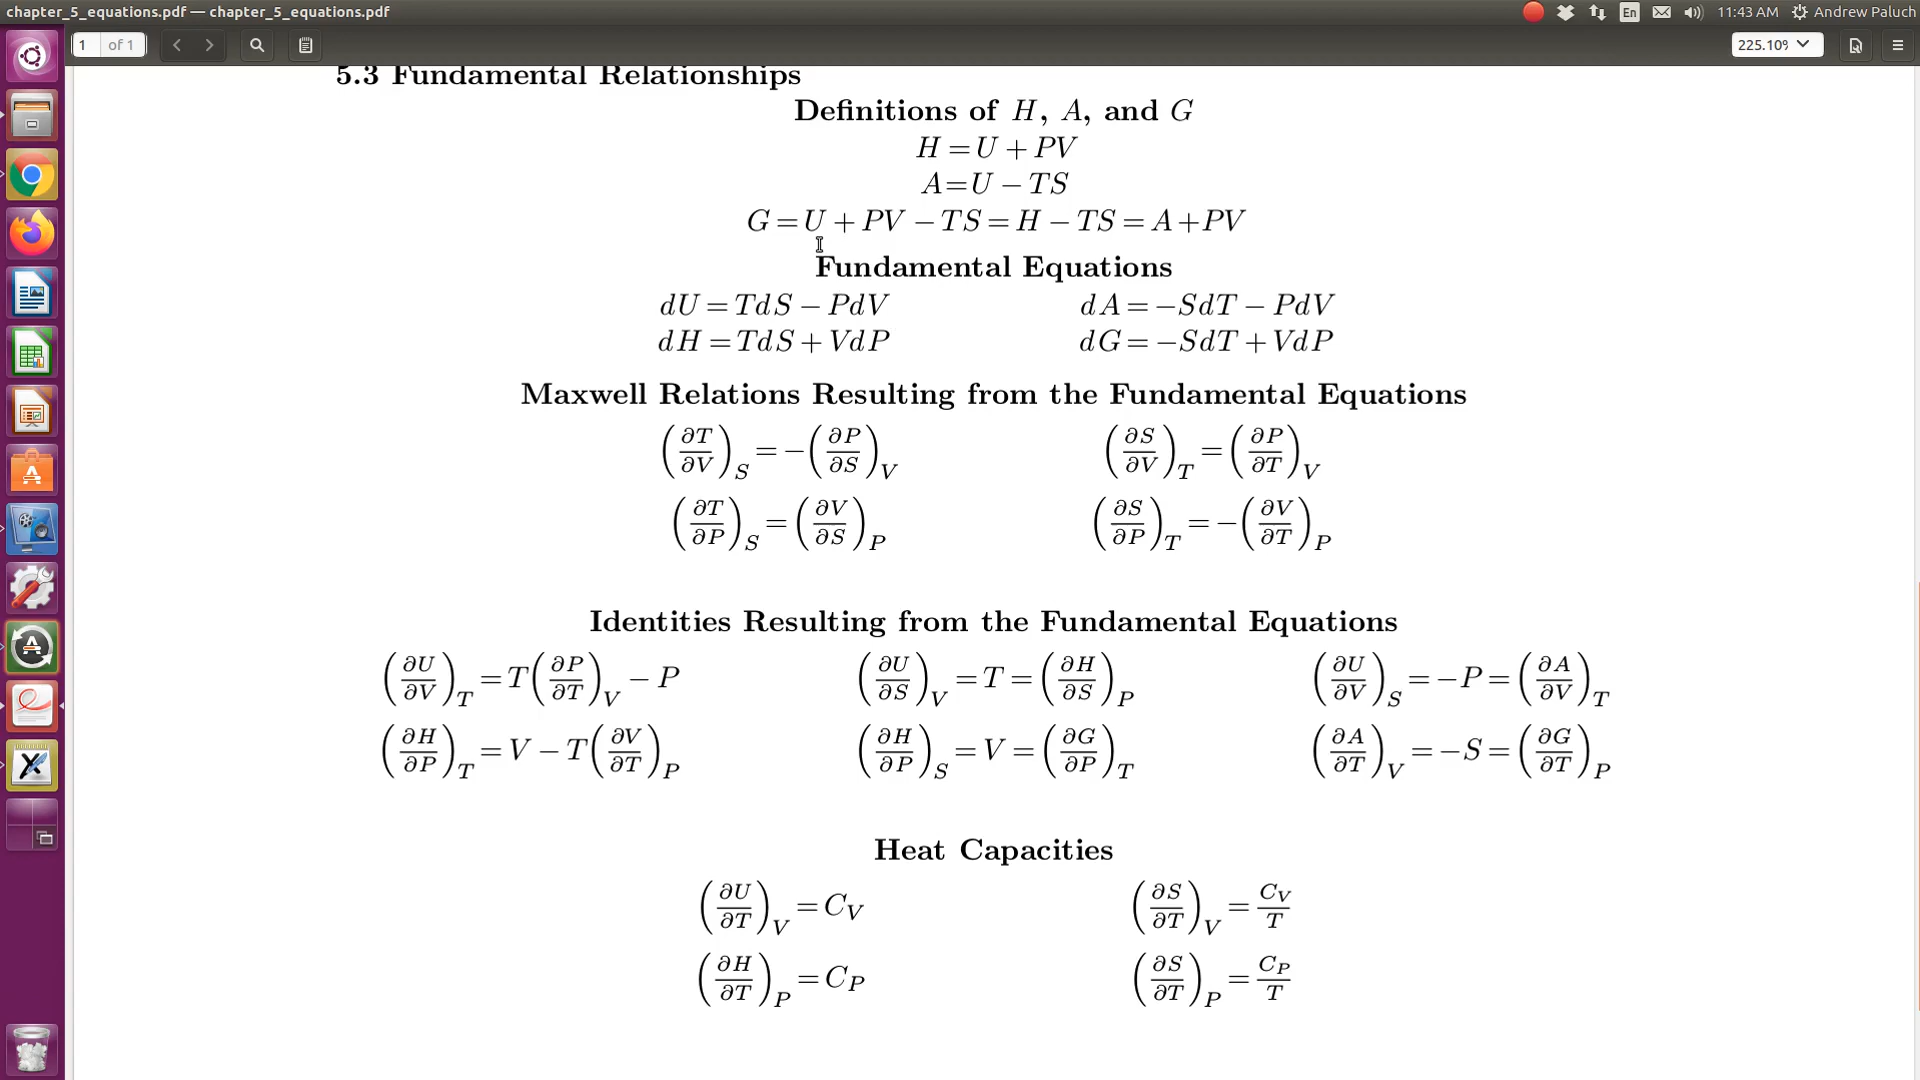 chapter_5_equations.pdf — chapter_5_equations.pdf
En 11:43 AM Andrew Paluch
1 of 1 225.10%
5.3 Fundamental Relationships
Definitions of H, A, and G
H = U + PV
A = U − TS
G = U + PV − TS = H − TS = A + PV
Fundamental Equations
dU = TdS − PdV dA = −SdT − PdV
dH = TdS + VdP dG = −SdT + VdP
Maxwell Relations Resulting from the Fundamental Equations
(∂T/∂V)_S = −(∂P/∂S)_V (∂S/∂V)_T = (∂P/∂T)_V
(∂T/∂P)_S = (∂V/∂S)_P (∂S/∂P)_T = −(∂V/∂T)_P
Identities Resulting from the Fundamental Equations
(∂U/∂V)_T = T(∂P/∂T)_V − P (∂U/∂S)_V = T = (∂H/∂S)_P (∂U/∂V)_S = −P = (∂A/∂V)_T
(∂H/∂P)_T = V − T(∂V/∂T)_P (∂H/∂P)_S = V = (∂G/∂P)_T (∂A/∂T)_V = −S = (∂G/∂T)_P
Heat Capacities
(∂U/∂T)_V = C_V (∂S/∂T)_V = C_V/T
(∂H/∂T)_P = C_P (∂S/∂T)_P = C_P/T